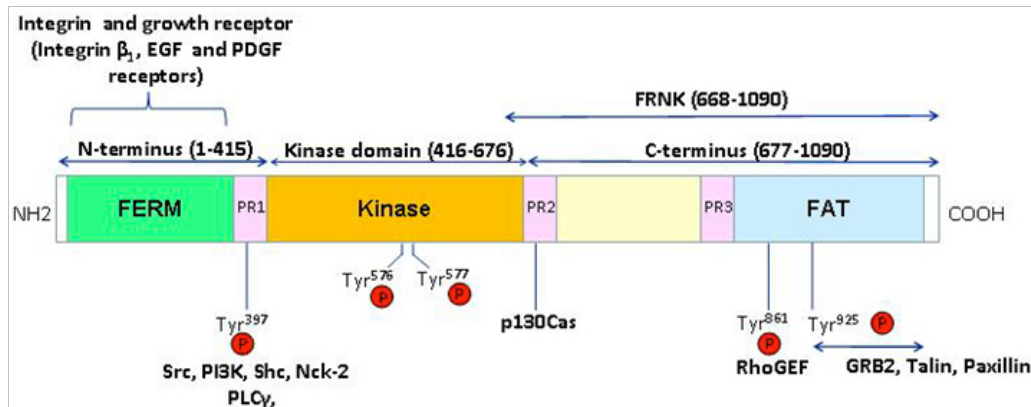 Integrin and growth receptor
(Integrin β₁, EGF and PDGF
receptors)
FRNK (668-1090)
N-terminus (1-415) Kinase domain (416-676) C-terminus (677-1090)
NH2 FERM PR1 Kinase PR2 PR3 FAT COOH
Tyr⁵⁷⁶ Tyr⁵⁷⁷
P P
Tyr³⁹⁷ p130Cas Tyr⁸⁶¹ Tyr⁹²⁵ P
P P
Src, PI3K, Shc, Nck-2 RhoGEF GRB2, Talin, Paxillin
PLCγ,